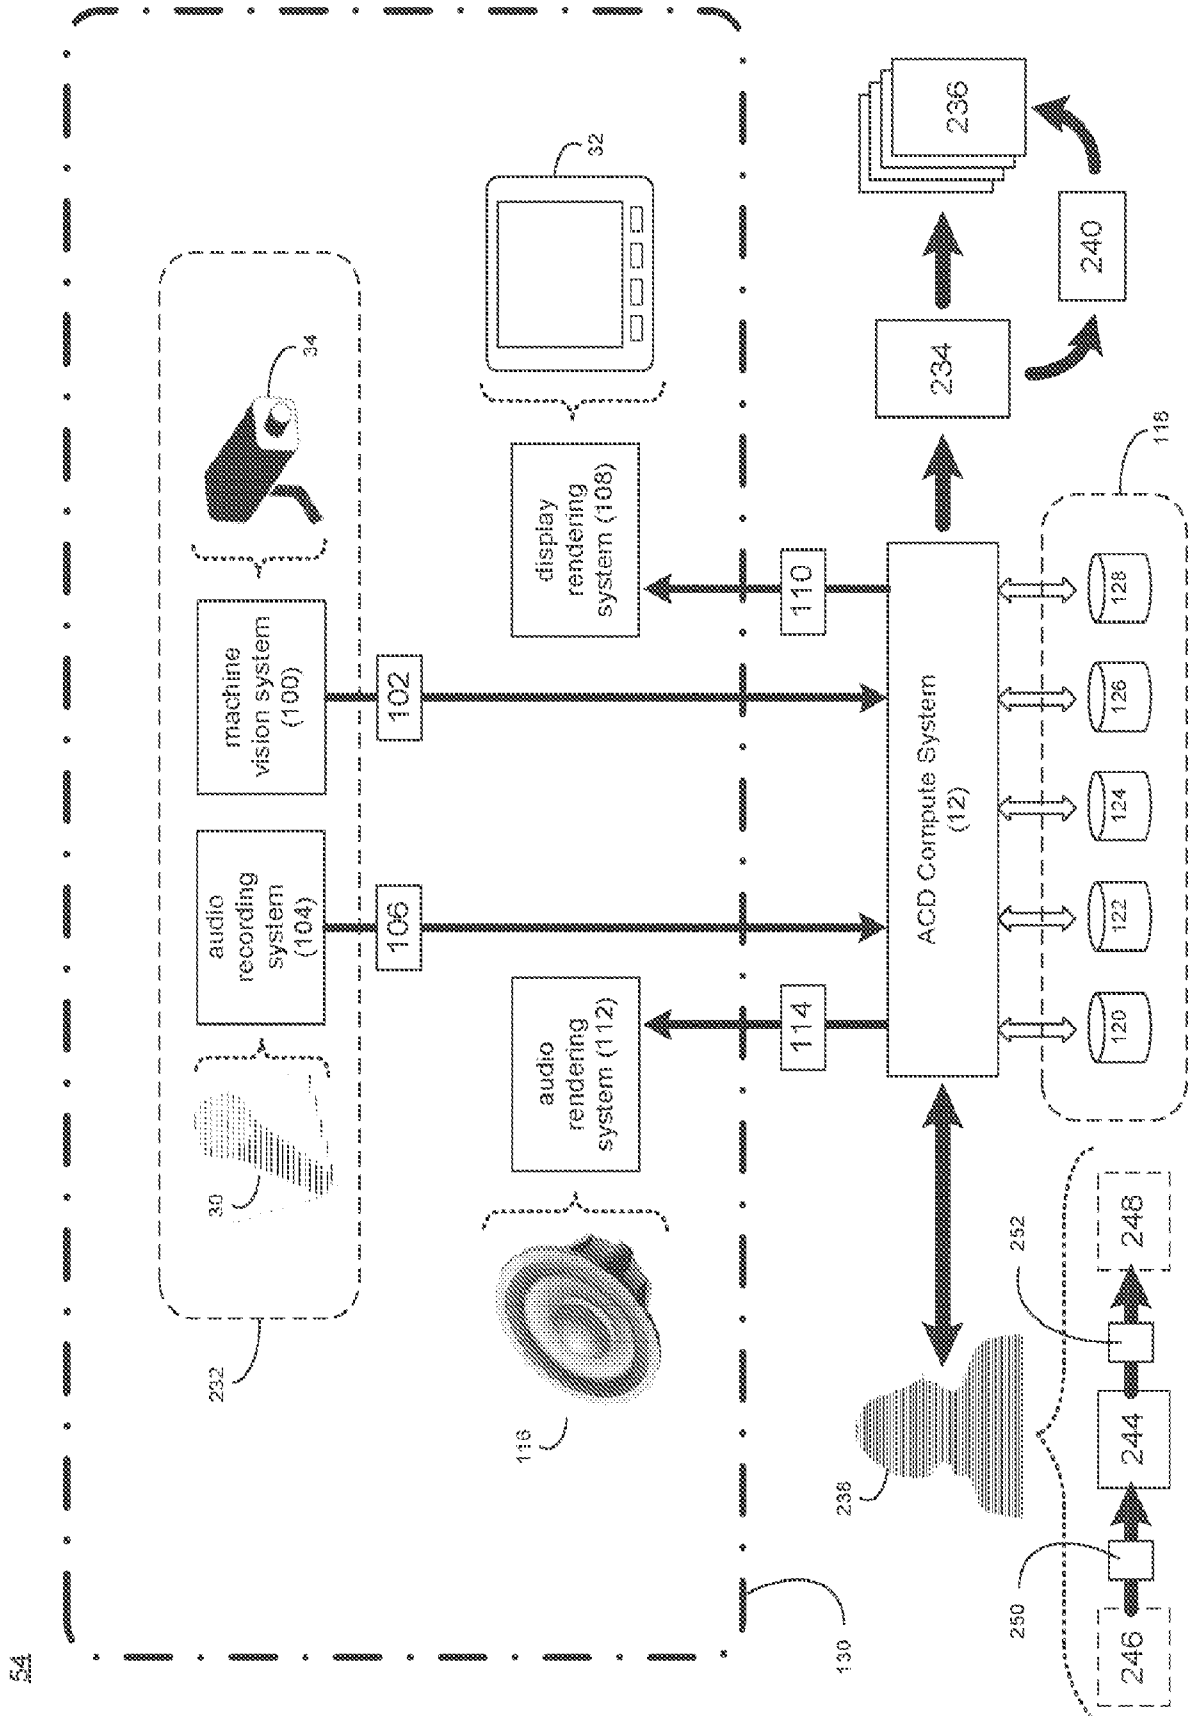 54
232
30
audio
recording
system
(104)
machine
vision system
(100)
34
106
102
116
audio
rendering
system (112)
display
rendering
system (108)
32
130
114
110
238
ACD Compute System
(12)
234
236
240
118
120
122
124
126
128
250
252
246
244
248